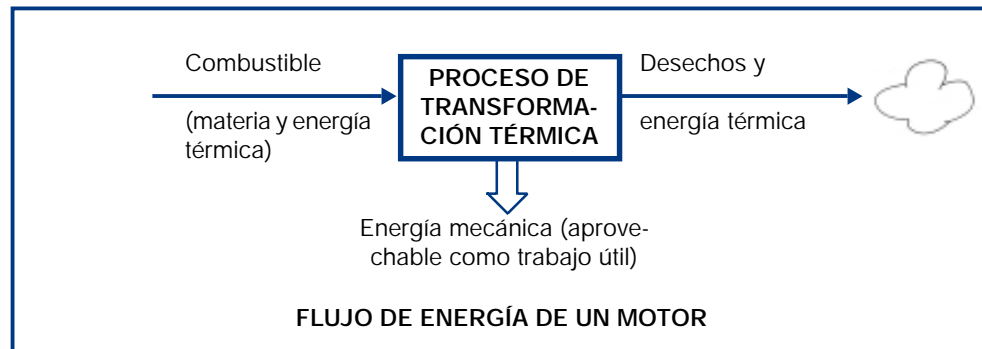 Combustible
(materia y energía
térmica)
PROCESO DE
TRANSFORMA-
CIÓN TÉRMICA
Desechos y
energía térmica
Energía mecánica (aprove-
chable como trabajo útil)
FLUJO DE ENERGÍA DE UN MOTOR